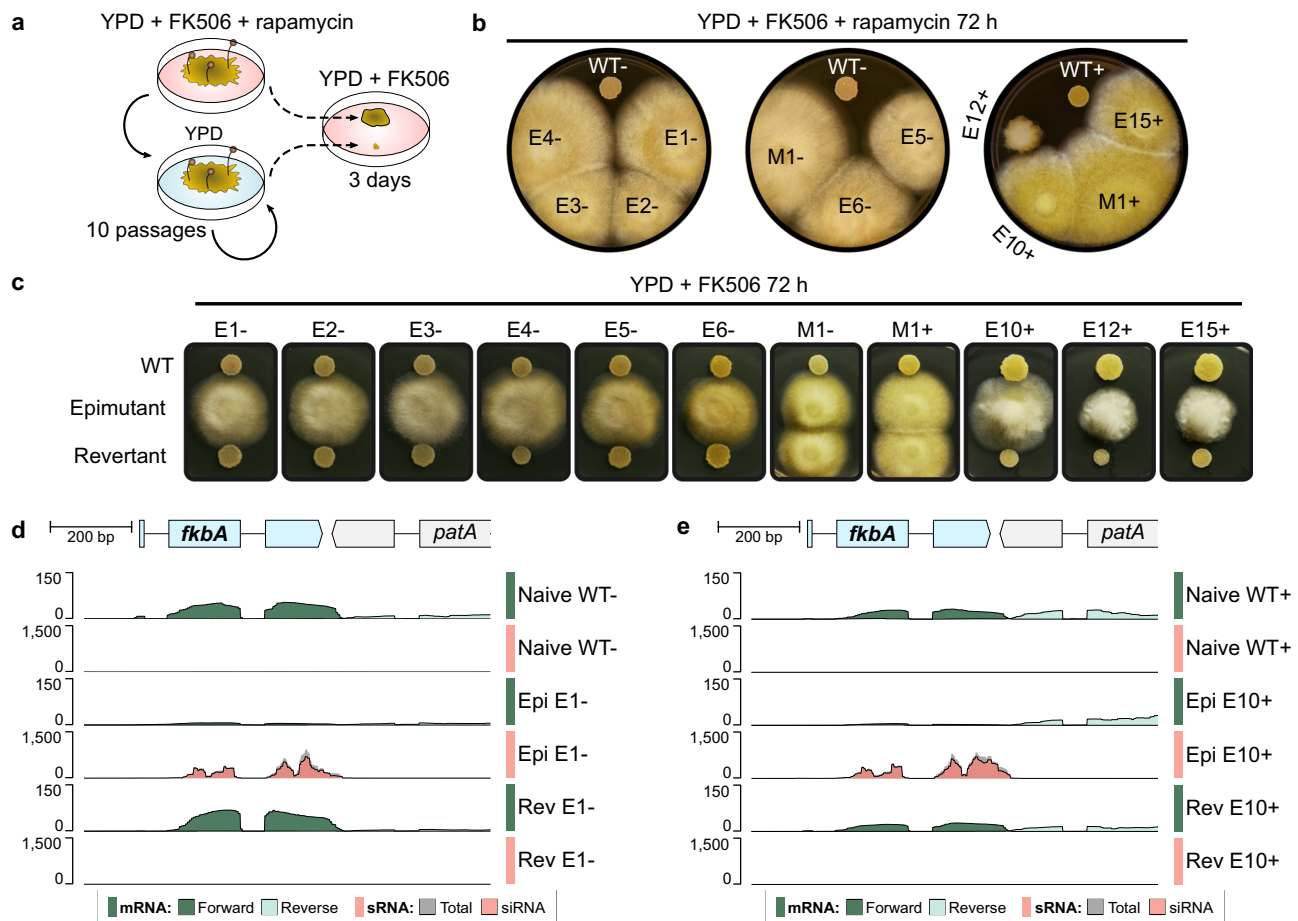 a
YPD + FK506 + rapamycin
YPD + FK506
YPD
3 days
10 passages
b
YPD + FK506 + rapamycin 72 h
WT-
E4-
E1-
E3-
E2-
WT-
M1-
E5-
E6-
WT+
E12+
E15+
M1+
E10+
c
YPD + FK506 72 h
E1- E2- E3- E4- E5- E6- M1- M1+ E10+ E12+ E15+
WT
Epimutant
Revertant
d
200 bp
fkbA
patA
150
0
Naive WT-
1,500
0
Naive WT-
150
0
Epi E1-
1,500
0
Epi E1-
150
0
Rev E1-
1,500
0
Rev E1-
mRNA: Forward Reverse sRNA: Total siRNA
e
200 bp
fkbA
patA
150
0
Naive WT+
1,500
0
Naive WT+
150
0
Epi E10+
1,500
0
Epi E10+
150
0
Rev E10+
1,500
0
Rev E10+
mRNA: Forward Reverse sRNA: Total siRNA